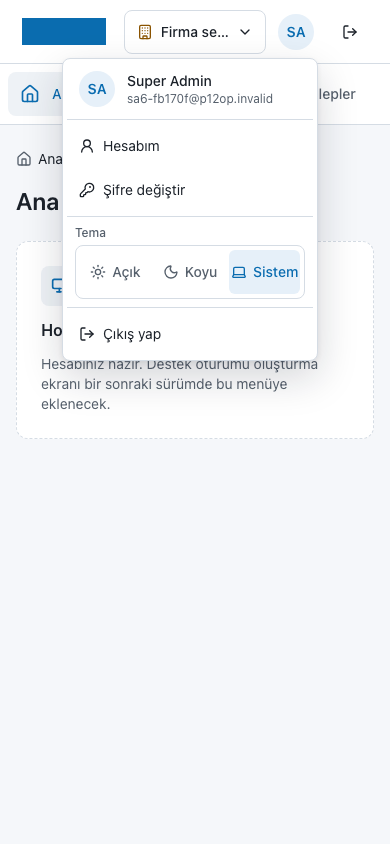 Firma se...
SA
A
lepler
SA
Super Admin
sa6-fb170f@p12op.invalid
Hesabım
Şifre değiştir
Tema
Açık
Koyu
Sistem
Çıkış yap
Ana
Ana
Ho
Hesabınız hazır. Destek oturumu oluşturma
ekranı bir sonraki sürümde bu menüye
eklenecek.